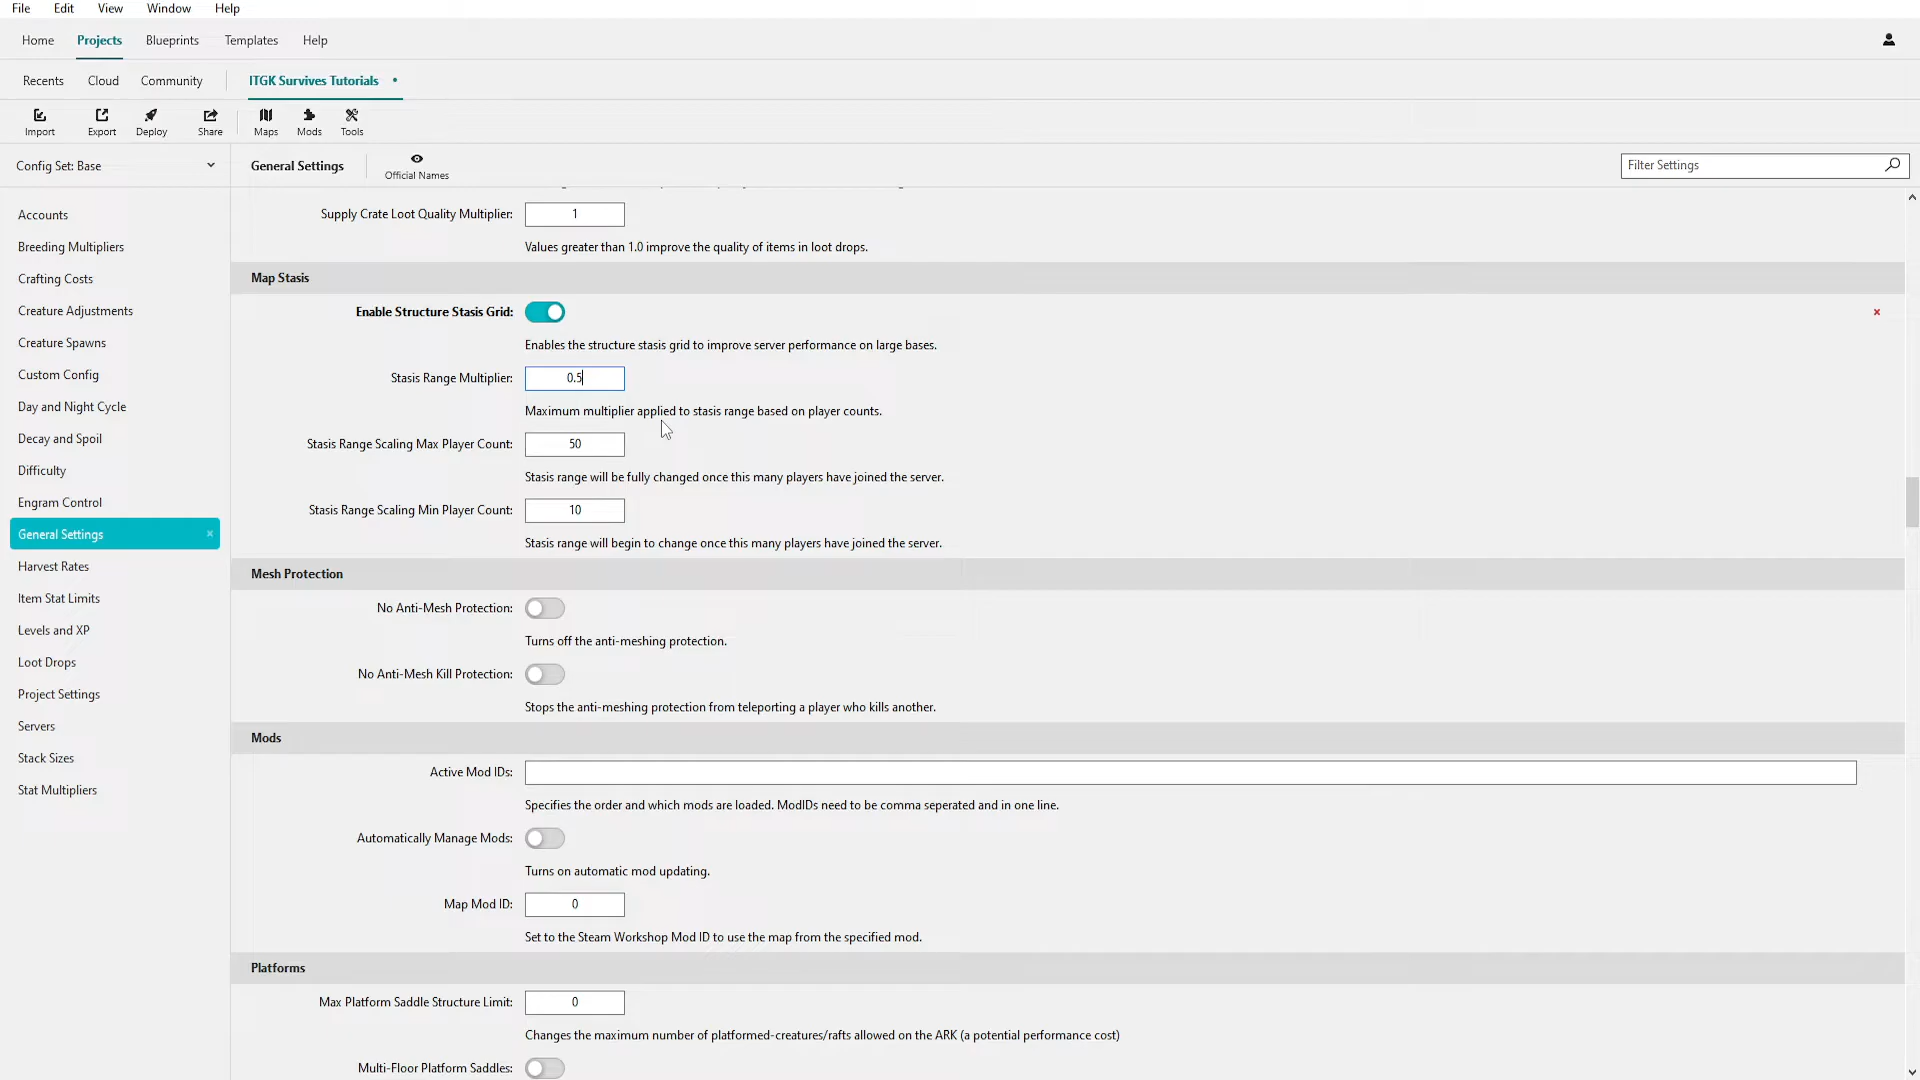 File Edit View Window Help
Home Projects Blueprints Templates Help
Recents Cloud Community ITGK Survives Tutorials •
Import Export Deploy Share Maps Mods Tools
Config Set: Base
General Settings
Official Names
Filter Settings
Accounts
Breeding Multipliers
Crafting Costs
Creature Adjustments
Creature Spawns
Custom Config
Day and Night Cycle
Decay and Spoil
Difficulty
Engram Control
General Settings ×
Harvest Rates
Item Stat Limits
Levels and XP
Loot Drops
Project Settings
Servers
Stack Sizes
Stat Multipliers
Supply Crate Loot Quality Multiplier: 1
Values greater than 1.0 improve the quality of items in loot drops.
Map Stasis
Enable Structure Stasis Grid:
Enables the structure stasis grid to improve server performance on large bases.
Stasis Range Multiplier: 0.5
Maximum multiplier applied to stasis range based on player counts.
Stasis Range Scaling Max Player Count: 50
Stasis range will be fully changed once this many players have joined the server.
Stasis Range Scaling Min Player Count: 10
Stasis range will begin to change once this many players have joined the server.
Mesh Protection
No Anti-Mesh Protection:
Turns off the anti-meshing protection.
No Anti-Mesh Kill Protection:
Stops the anti-meshing protection from teleporting a player who kills another.
Mods
Active Mod IDs:
Specifies the order and which mods are loaded. ModIDs need to be comma seperated and in one line.
Automatically Manage Mods:
Turns on automatic mod updating.
Map Mod ID: 0
Set to the Steam Workshop Mod ID to use the map from the specified mod.
Platforms
Max Platform Saddle Structure Limit: 0
Changes the maximum number of platformed-creatures/rafts allowed on the ARK (a potential performance cost)
Multi-Floor Platform Saddles: